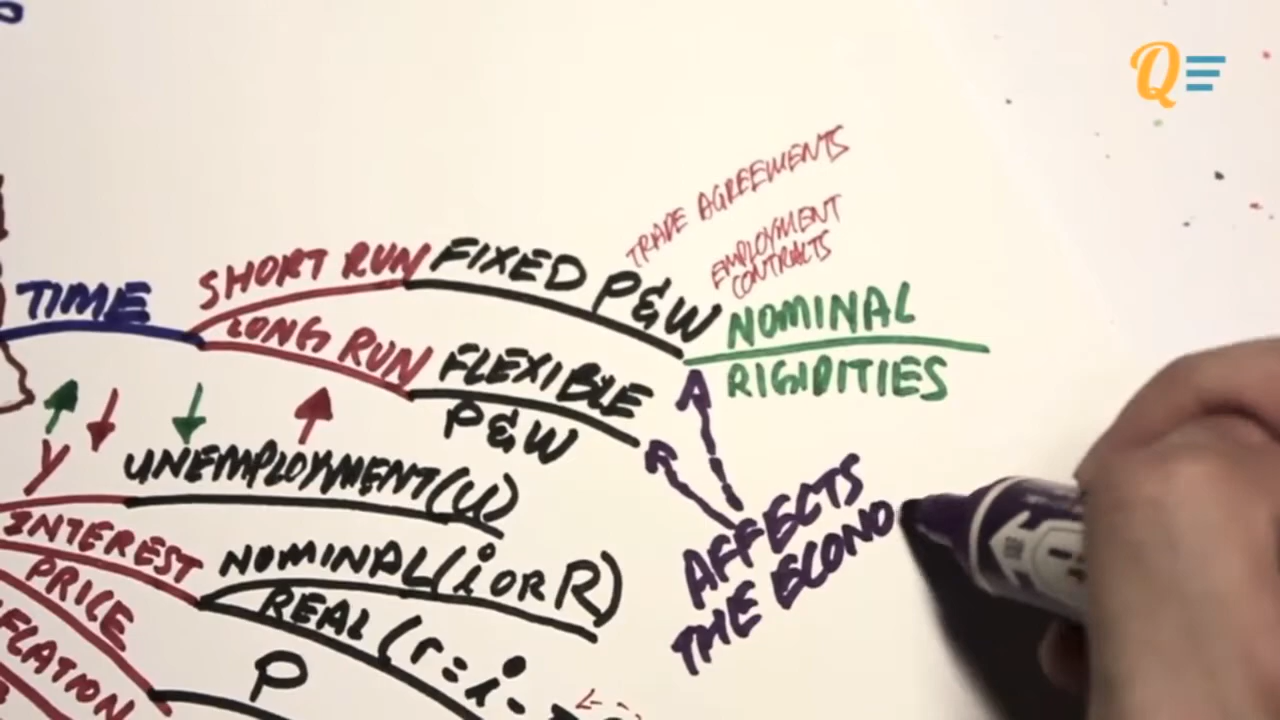 TRADE AGREEMENTS
EMPLOYMENT
CONTRACTS
SHORT RUN
FIXED P&W
NOMINAL
RIGIDITIES
TIME
LONG RUN
FLEXIBLE
P&W
Y
UNEMPLOYMENT(U)
AFFECTS
THE ECONO
INTEREST
NOMINAL(i OR R)
REAL (r = i -
PRICE
P
FLATION